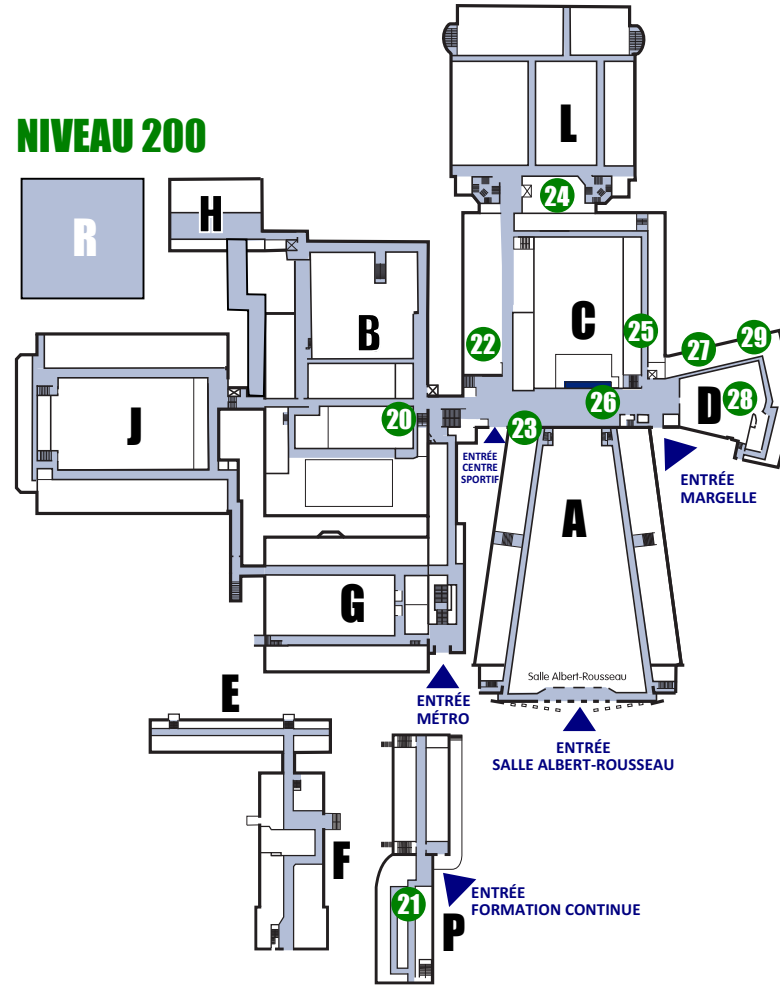 L
NIVEAU 200
H
24
R
B
C
22
25
27
29
J
20
26
D
28
23
ENTRÉE
CENTRE
SPORTIF
ENTRÉE
MARGELLE
A
G
Salle Albert-Rousseau
E
ENTRÉE
MÉTRO
ENTRÉE
SALLE ALBERT-ROUSSEAU
F
ENTRÉE
FORMATION CONTINUE
21
P